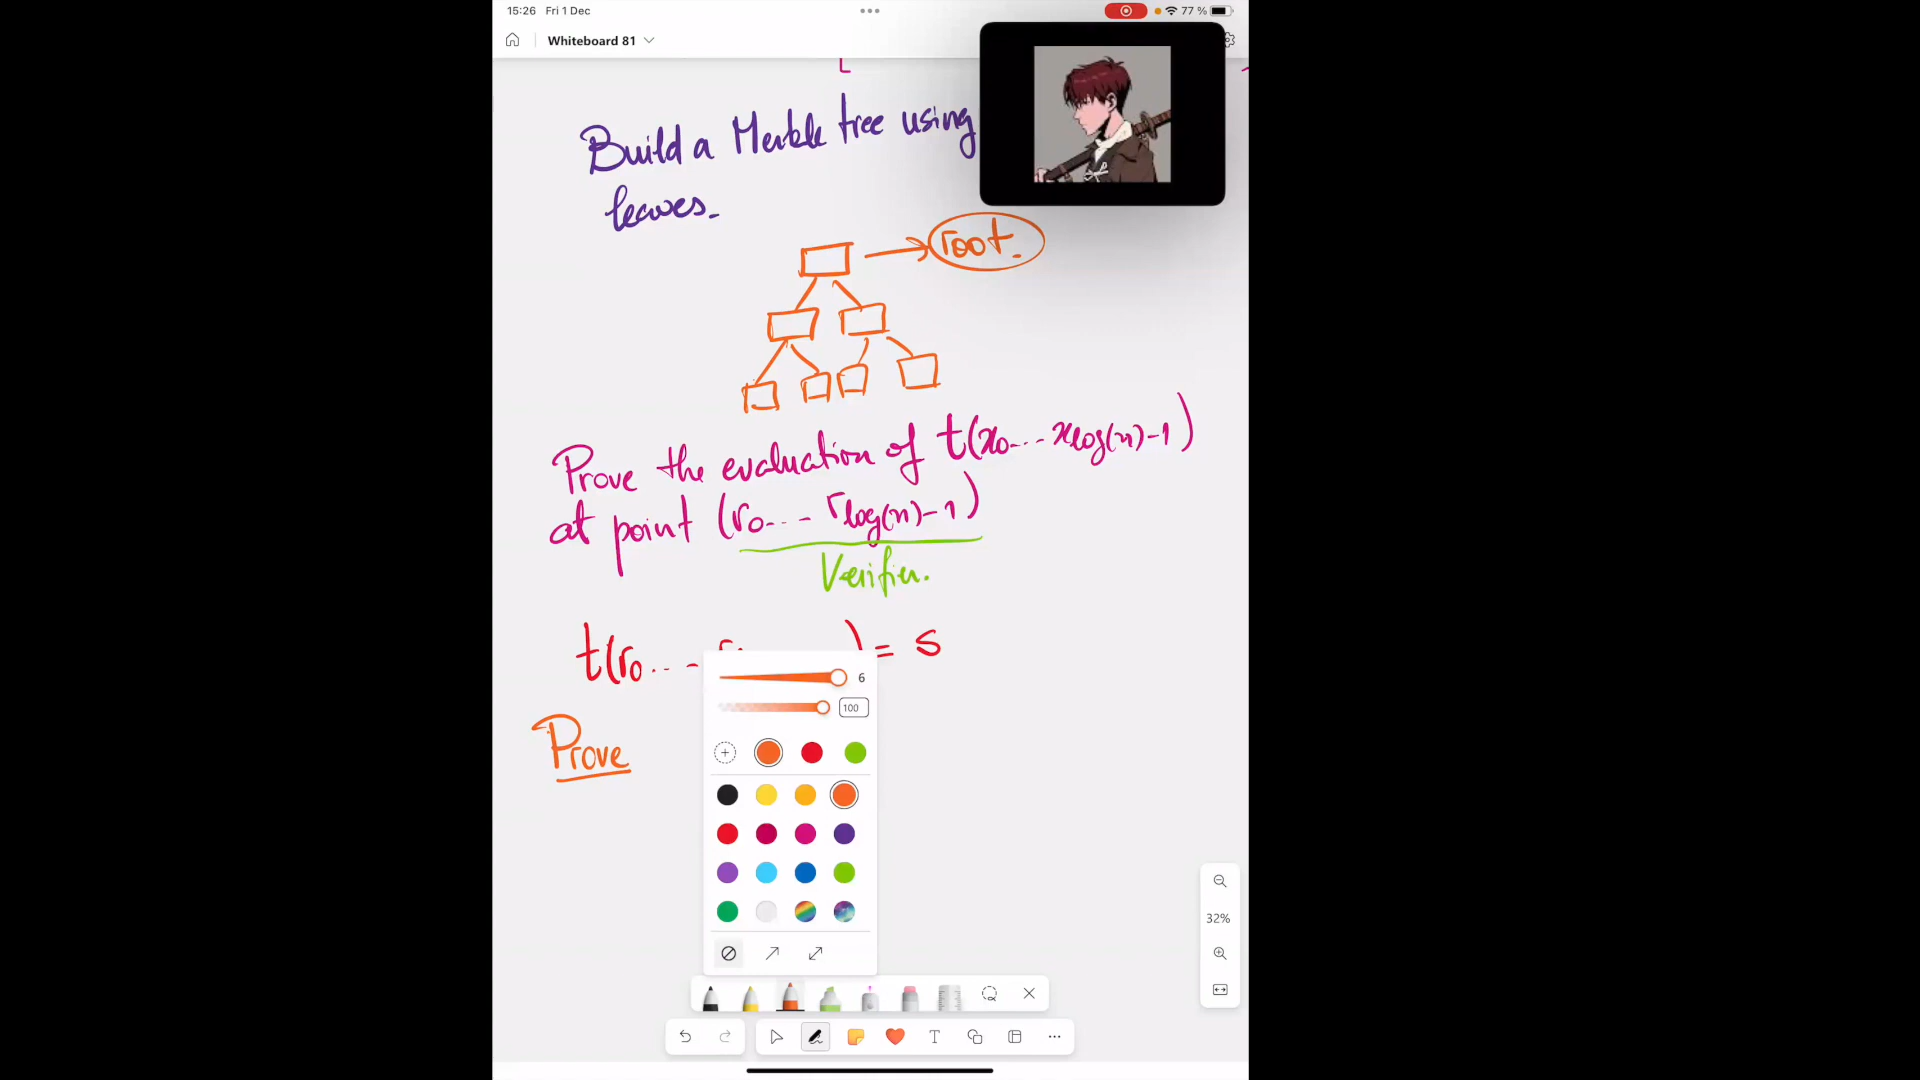 15:26 Fri 1 Dec
77 %
Whiteboard 81
Build a Merkle tree using
leaves.
root.
Prove the evaluation of t(x0... xlog(n)-1)
at point (r0... rlog(n)-1)
Verifier.
t(r0... ) = s
6
100
Prove
32%
T